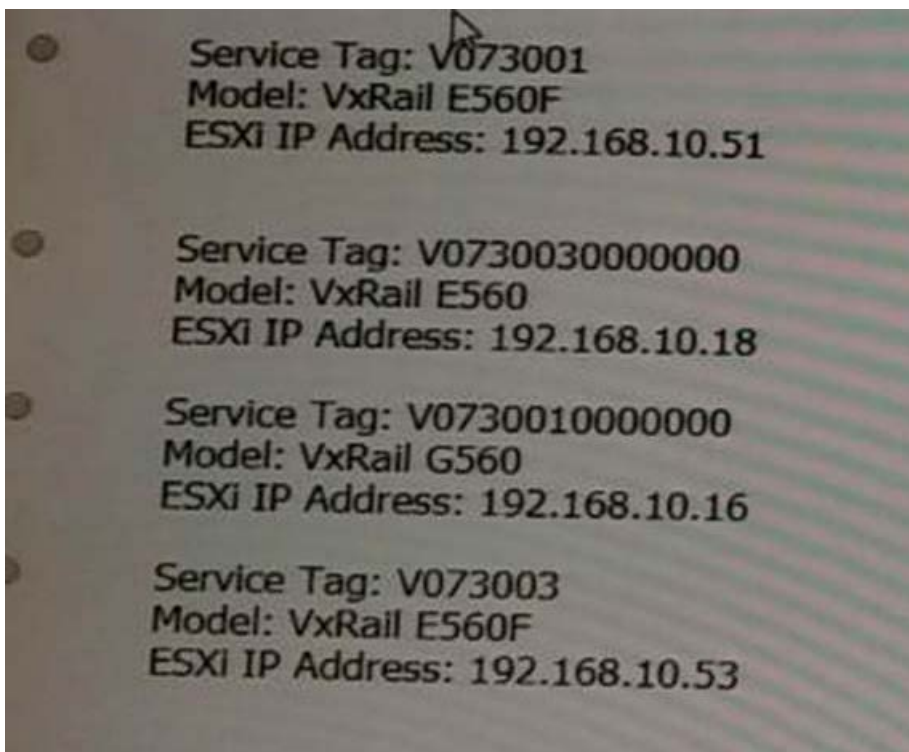 Service Tag: V073001
Model: VxRail E560F
ESXi IP Address: 192.168.10.51
Service Tag: V0730030000000
Model: VxRail E560
ESXi IP Address: 192.168.10.18
Service Tag: V0730010000000
Model: VxRail G560
ESXi IP Address: 192.168.10.16
Service Tag: V073003
Model: VxRail E560F
ESXi IP Address: 192.168.10.53